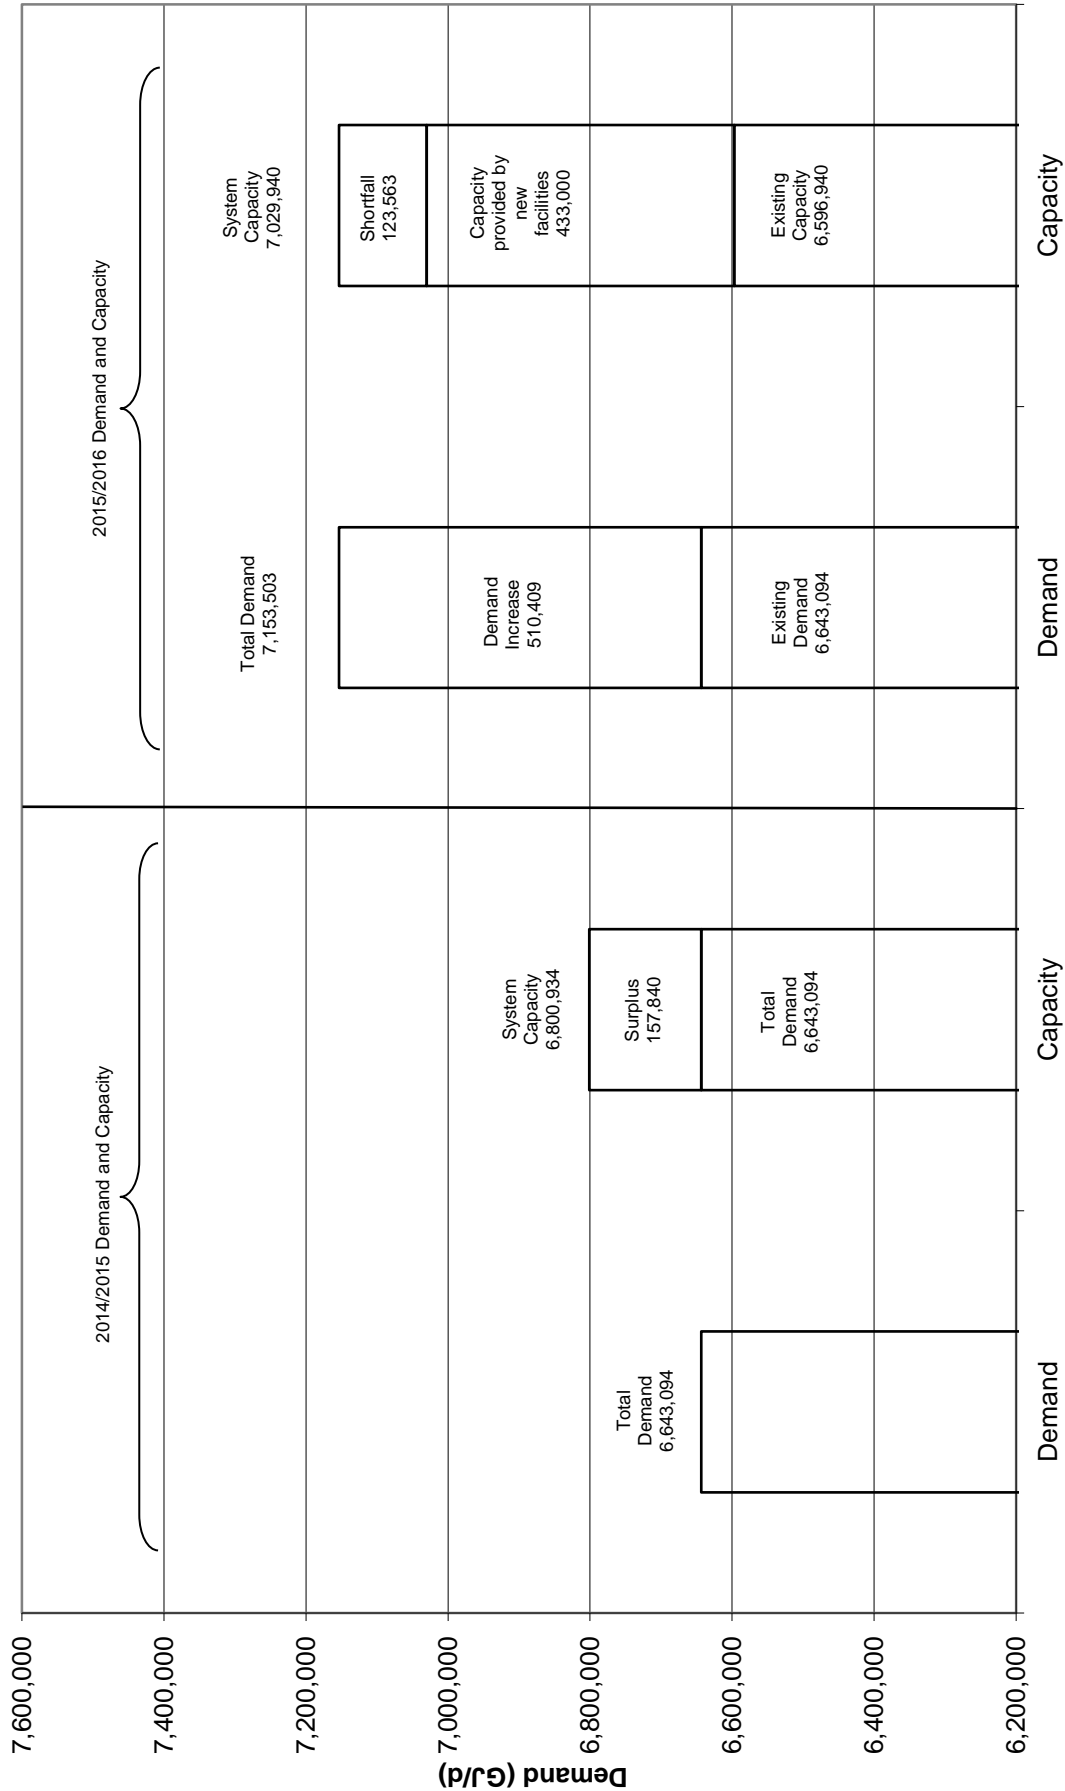 7,600,000
7,400,000
7,200,000
7,000,000
6,800,000
6,600,000
6,400,000
6,200,000
Demand (GJ/d)
2014/2015 Demand and Capacity
Total
Demand
6,643,094
System
Capacity
6,800,934
Surplus
157,840
Total
Demand
6,643,094
2015/2016 Demand and Capacity
Total Demand
7,153,503
Demand
Increase
510,409
Existing
Demand
6,643,094
System
Capacity
7,029,940
Shortfall
123,563
Capacity
provided by
new
facilities
433,000
Existing
Capacity
6,596,940
Demand
Capacity
Demand
Capacity